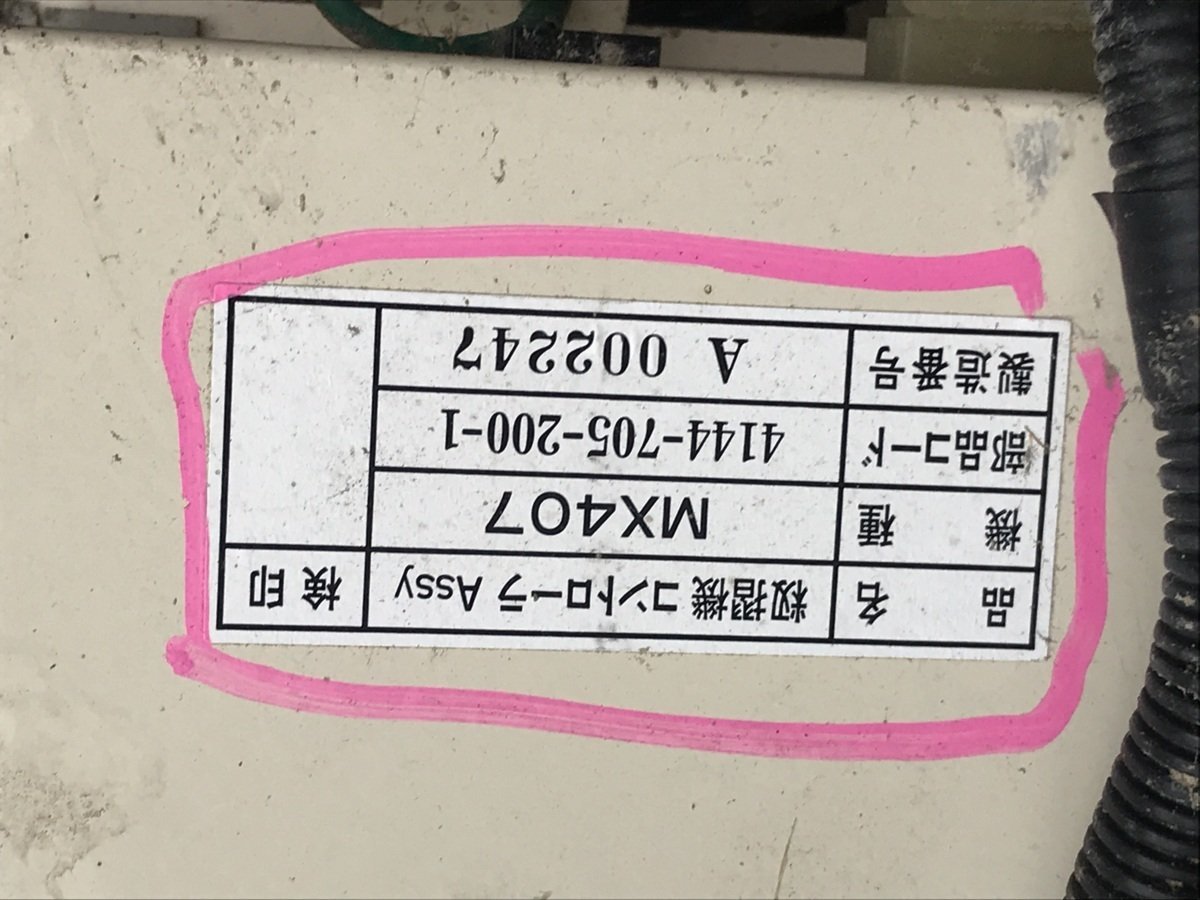 品名 籾摺機コントローラ Assy 検印
機種 MX407
部品コード 4144-705-200-1
製造番号 A 002247